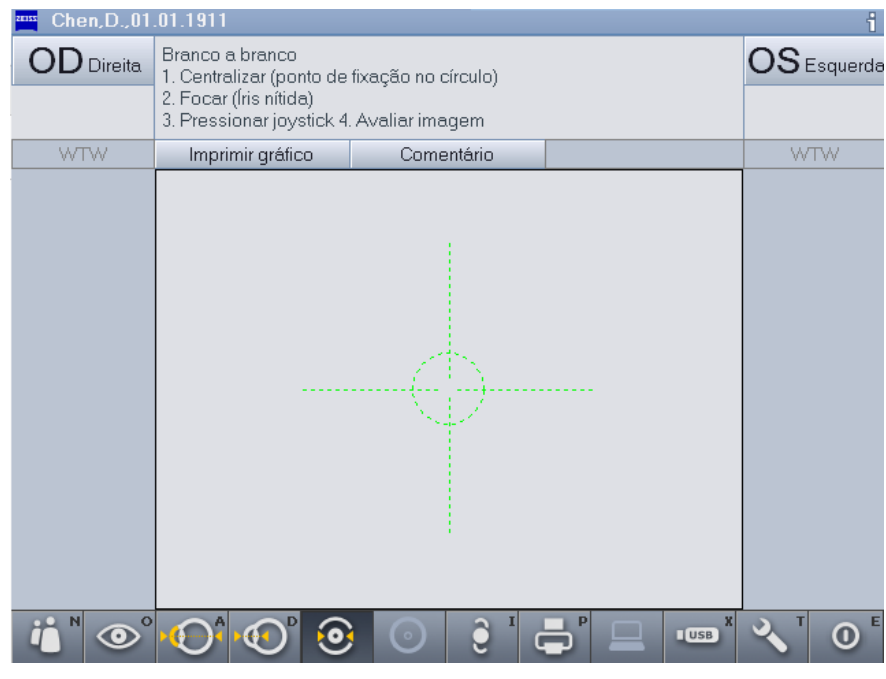 ZEISS Chen,D.,01.01.1911 i
OD Direita
Branco a branco
1. Centralizar (ponto de fixação no círculo)
2. Focar (Íris nítida)
3. Pressionar joystick 4. Avaliar imagem
OS Esquerda
WTW Imprimir gráfico Comentário WTW
N O A D I P USB X T E